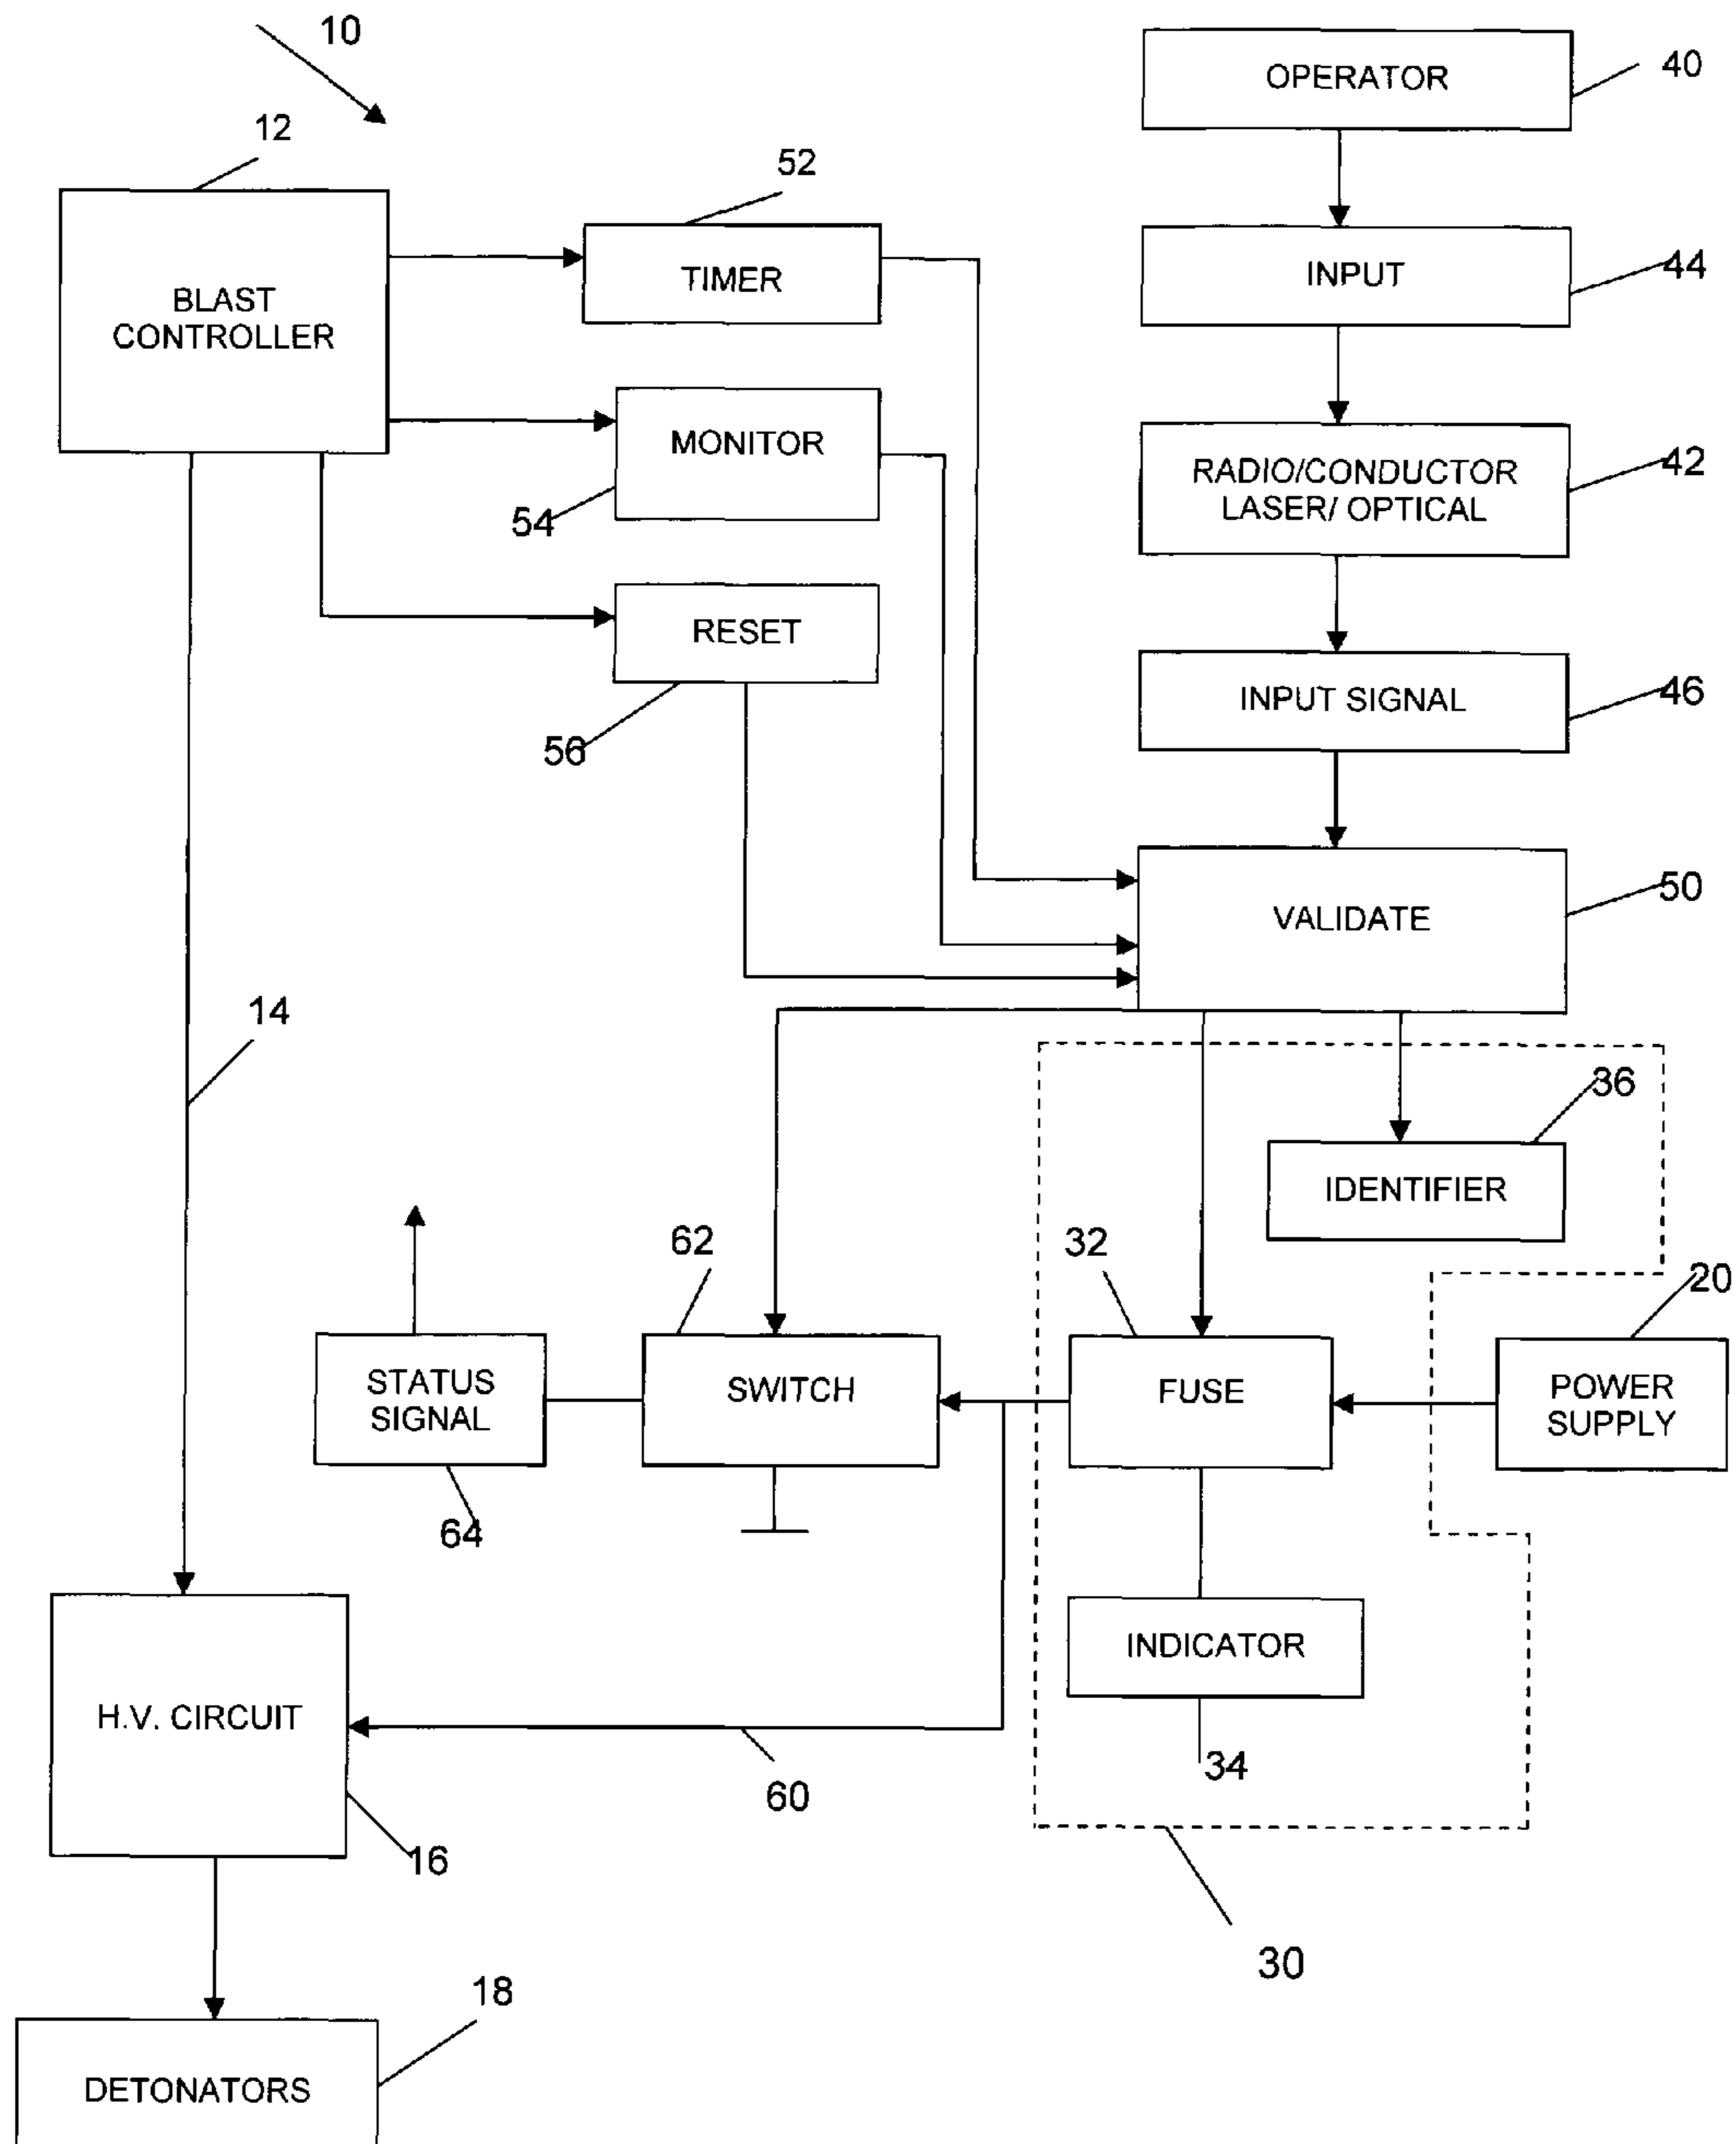 10
OPERATOR
40
12
52
BLAST
CONTROLLER
TIMER
INPUT
44
MONITOR
54
RADIO/CONDUCTOR
LASER/ OPTICAL
42
RESET
56
INPUT SIGNAL
46
VALIDATE
50
14
36
IDENTIFIER
62
32
20
STATUS
SIGNAL
64
SWITCH
FUSE
POWER
SUPPLY
INDICATOR
34
H.V. CIRCUIT
16
60
30
18
DETONATORS